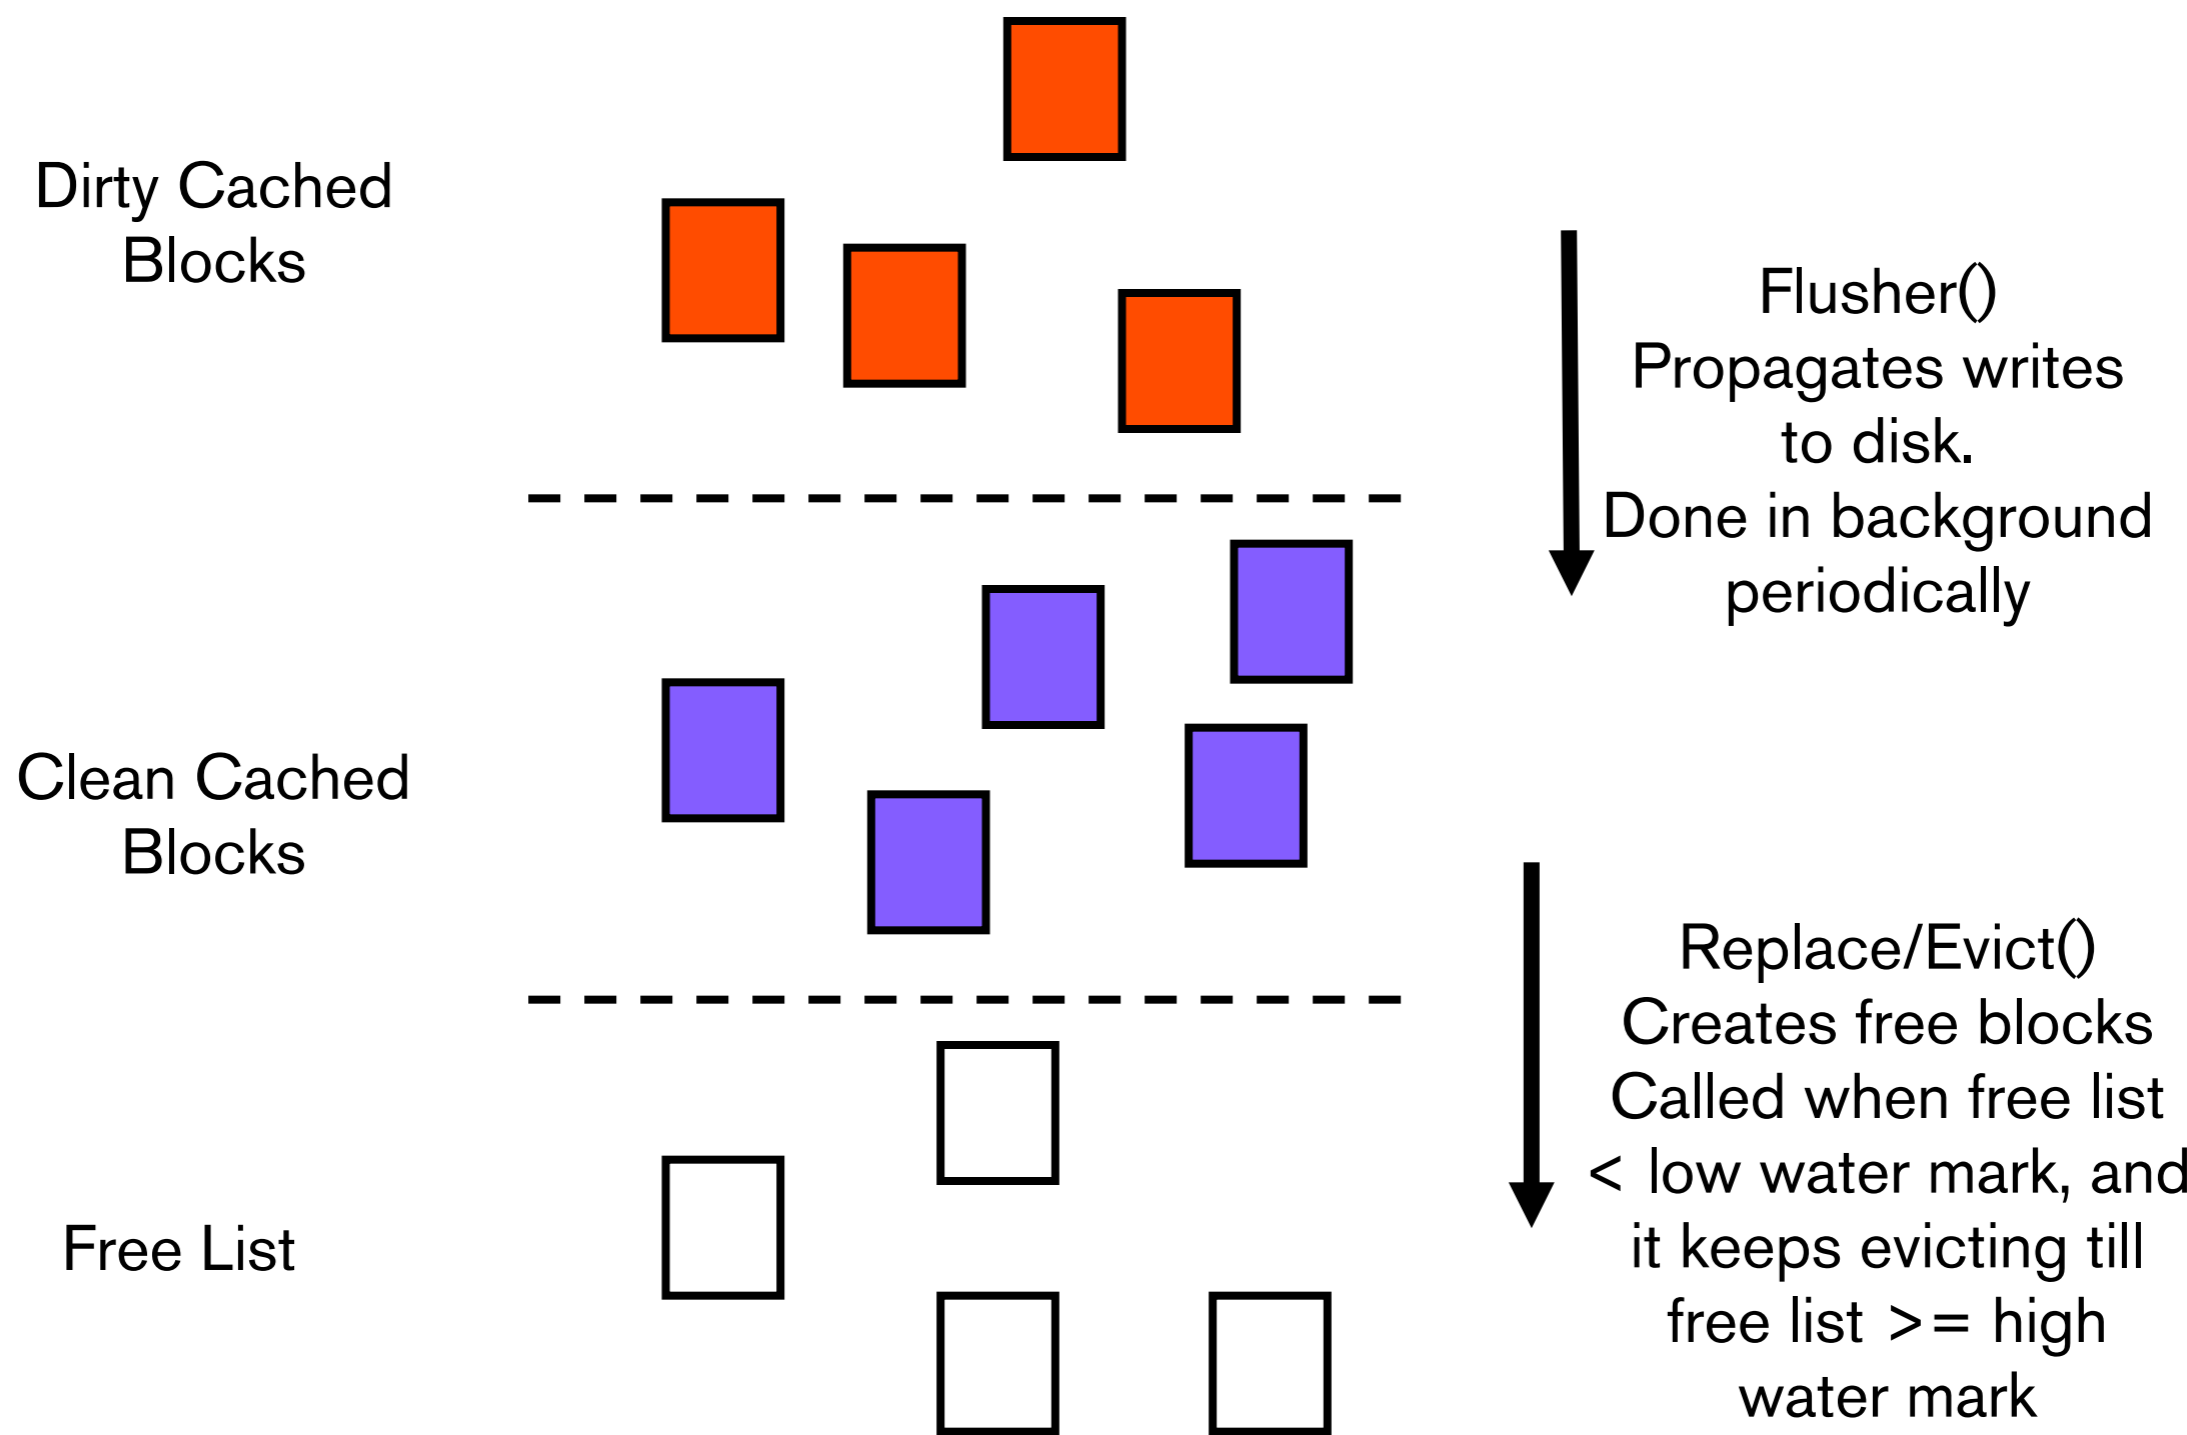 Dirty Cached
Blocks
Flusher()
Propagates writes
to disk.
Done in background
periodically
Clean Cached
Blocks
Replace/Evict()
Creates free blocks
Called when free list
< low water mark, and
it keeps evicting till
free list >= high
water mark
Free List